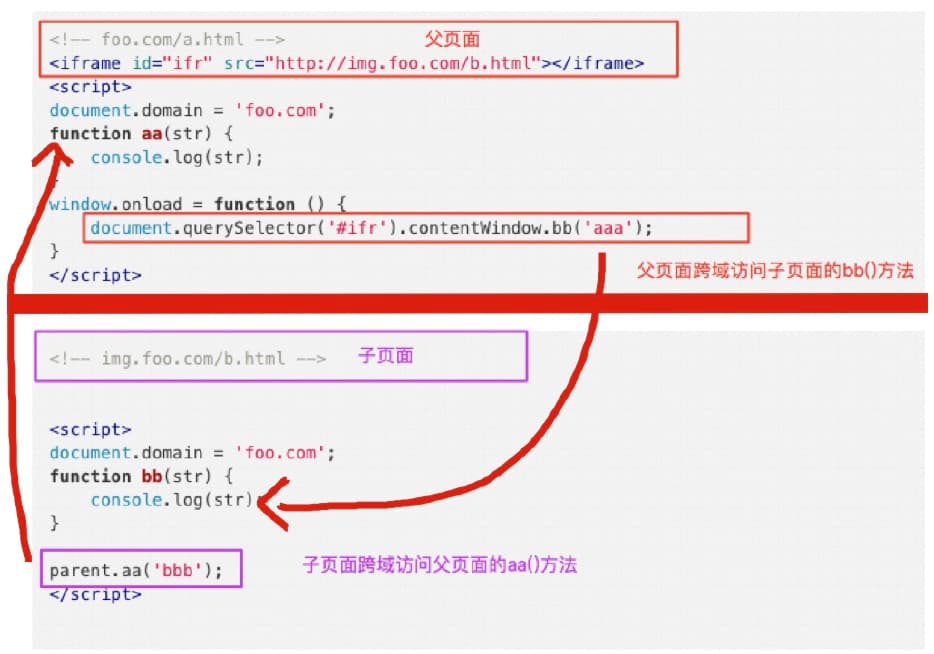 <!-- foo.com/a.html --> 父页面
<iframe id="ifr" src="http://img.foo.com/b.html"></iframe>
<script>
document.domain = 'foo.com';
function aa(str) {
    console.log(str);
}
window.onload = function () {
    document.querySelector('#ifr').contentWindow.bb('aaa');
}
</script>
父页面跨域访问子页面的bb()方法
<!-- img.foo.com/b.html --> 子页面
<script>
document.domain = 'foo.com';
function bb(str) {
    console.log(str)
}
parent.aa('bbb'); 子页面跨域访问父页面的aa()方法
</script>